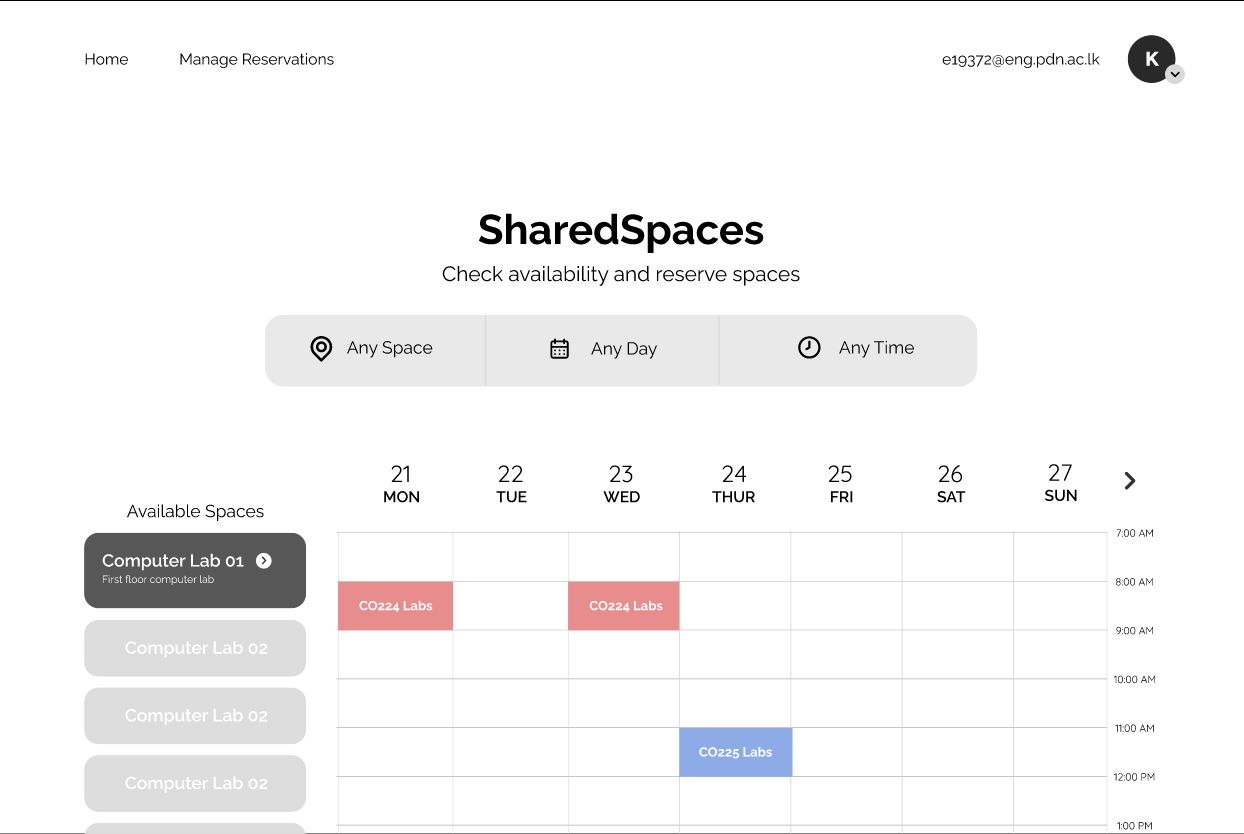 Home
Manage Reservations
e19372@eng.pdn.ac.lk
K
SharedSpaces
Check availability and reserve spaces
Any Space
Any Day
Any Time
21
MON
22
TUE
23
WED
24
THUR
25
FRI
26
SAT
27
SUN
Available Spaces
Computer Lab 01
First floor computer lab
Computer Lab 02
Computer Lab 02
Computer Lab 02
7:00 AM
8:00 AM
CO224 Labs
CO224 Labs
9:00 AM
10:00 AM
11:00 AM
CO225 Labs
12:00 PM
1:00 PM